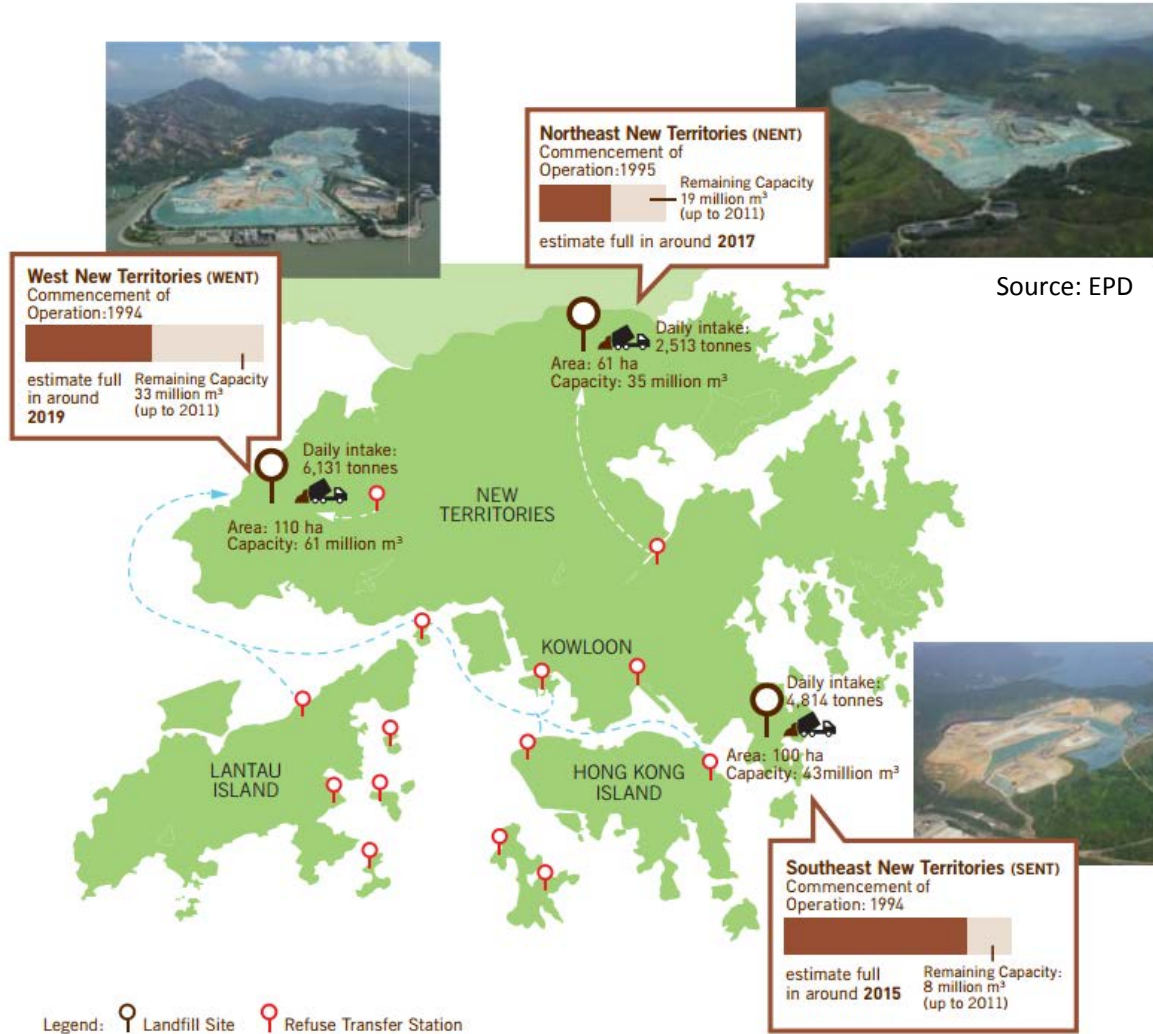 Northeast New Territories (NENT)
Commencement of
Operation:1995
Remaining Capacity
19 million m³
(up to 2011)
estimate full in around 2017
Source: EPD
West New Territories (WENT)
Commencement of
Operation:1994
estimate full
in around
2019
Remaining Capacity
33 million m³
(up to 2011)
Daily intake:
2,513 tonnes
Area: 61 ha
Capacity: 35 million m³
Daily intake:
6,131 tonnes
Area: 110 ha
Capacity: 61 million m³
NEW
TERRITORIES
KOWLOON
Daily intake:
4,814 tonnes
Area: 100 ha
Capacity: 43million m³
LANTAU
ISLAND
HONG KONG
ISLAND
Southeast New Territories (SENT)
Commencement of
Operation: 1994
estimate full
in around 2015
Remaining Capacity:
8 million m³
(up to 2011)
Legend: Landfill Site Refuse Transfer Station